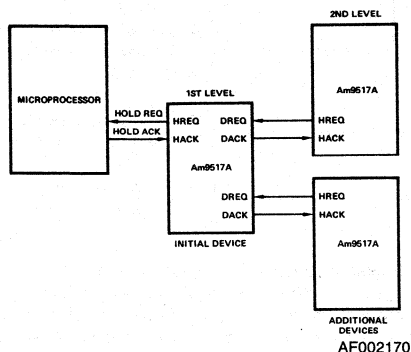 2ND LEVEL
Am9517A
HREQ
HACK
1ST LEVEL
MICROPROCESSOR
HOLD REQ
HOLD ACK
HREQ
HACK
DREQ
DACK
Am9517A
DREQ
DACK
INITIAL DEVICE
HREQ
HACK
Am9517A
ADDITIONAL
DEVICES
AF002170